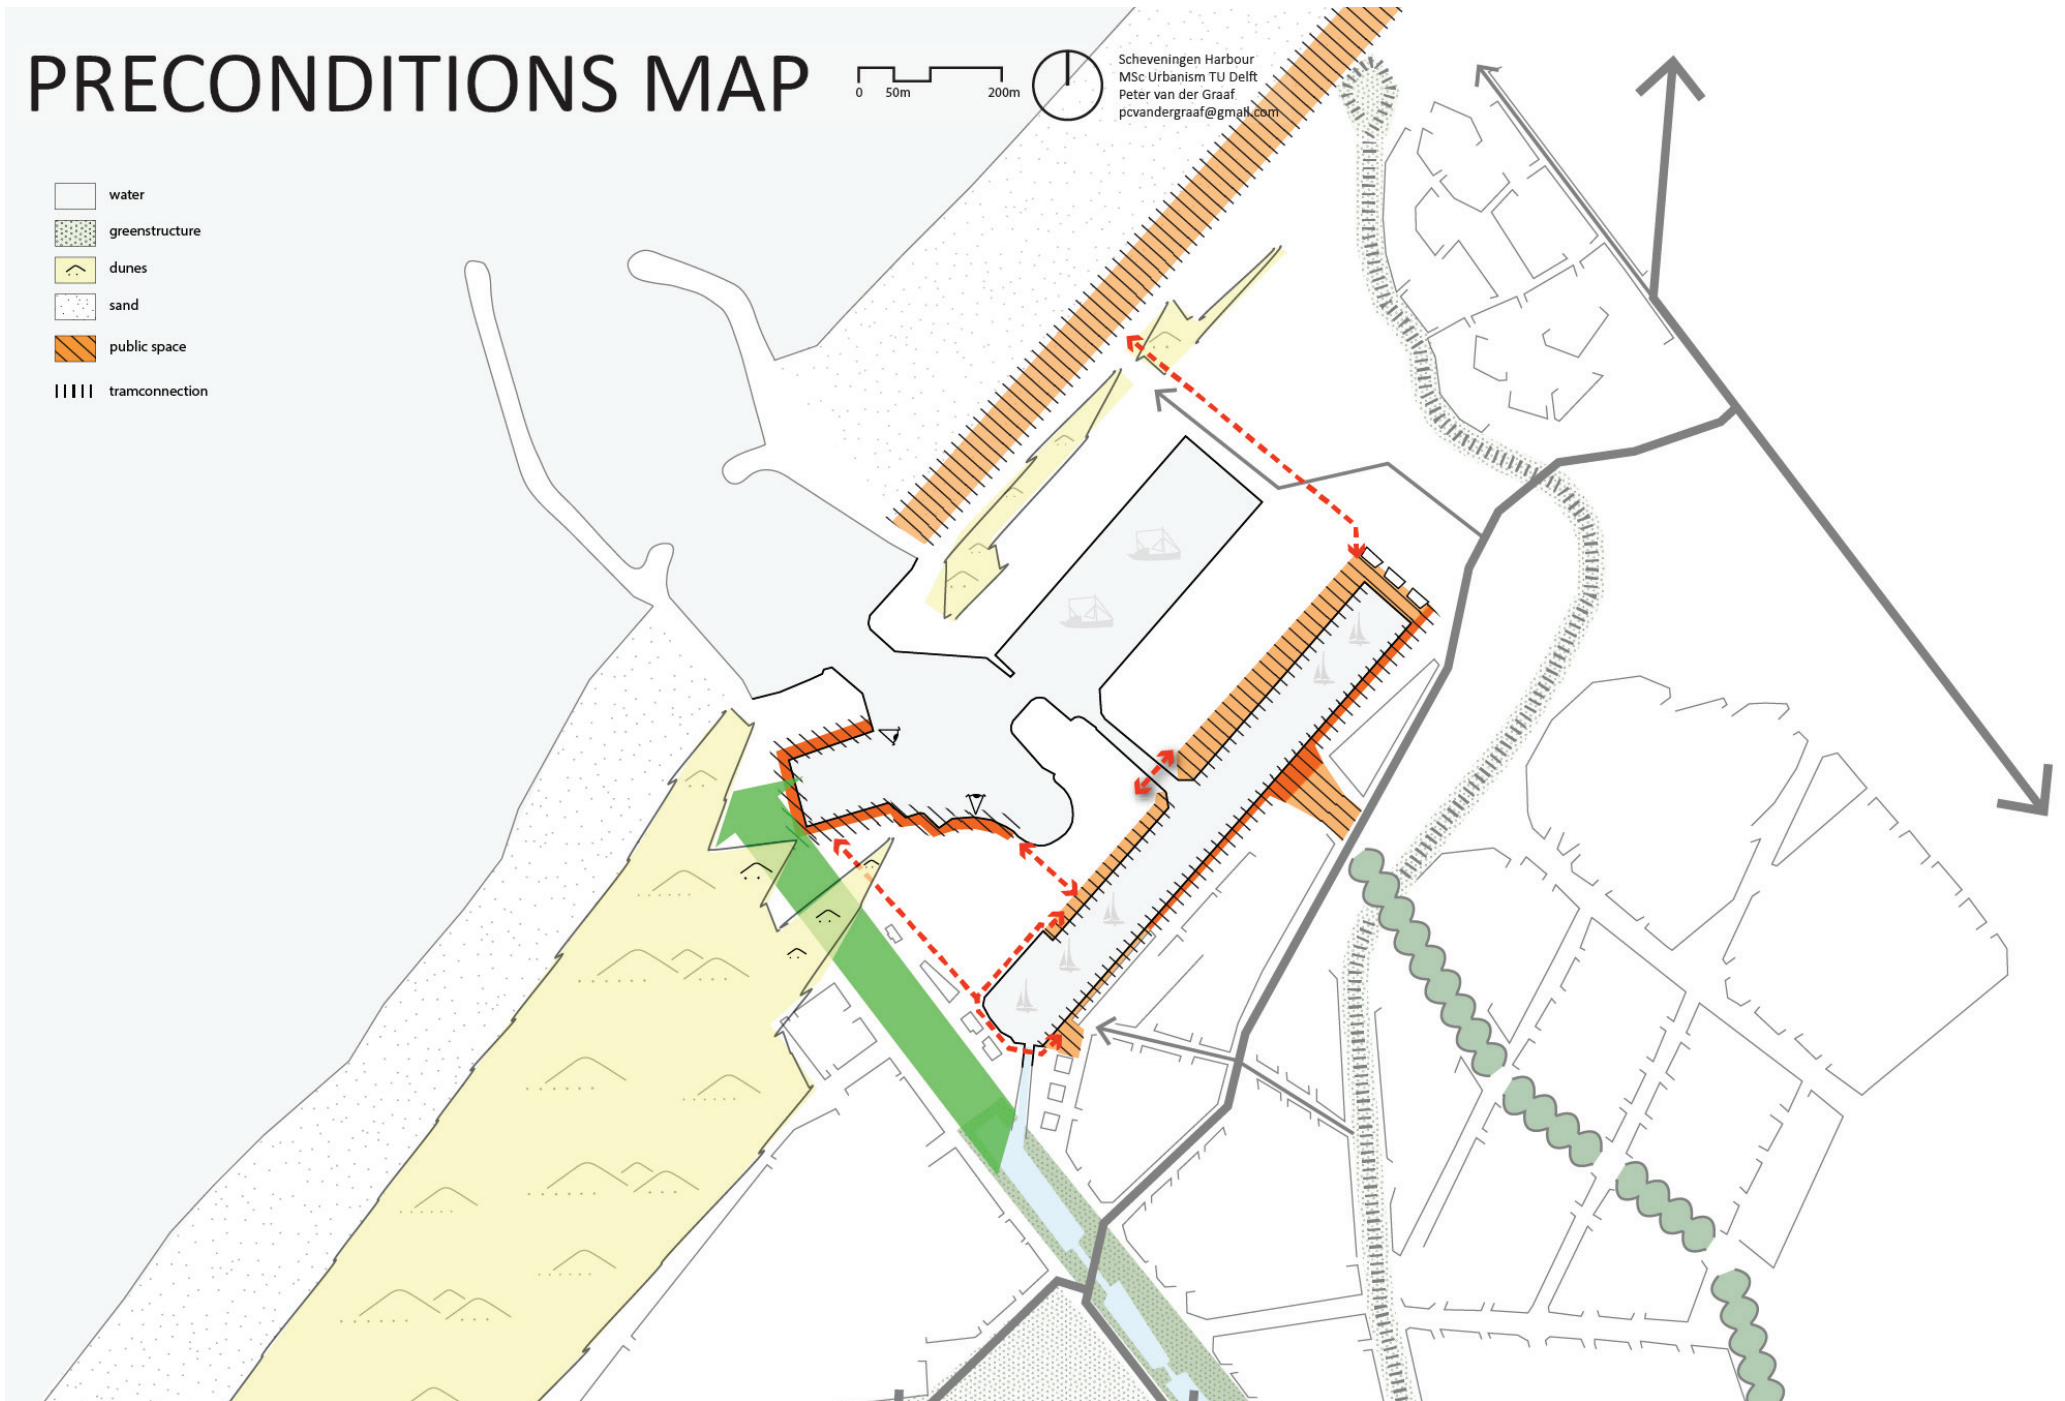 PRECONDITIONS MAP
0 50m 200m
Scheveningen Harbour
MSc Urbanism TU Delft
Peter van der Graaf
pcvandergraaf@gmail.com
water
greenstructure
dunes
sand
public space
tramconnection